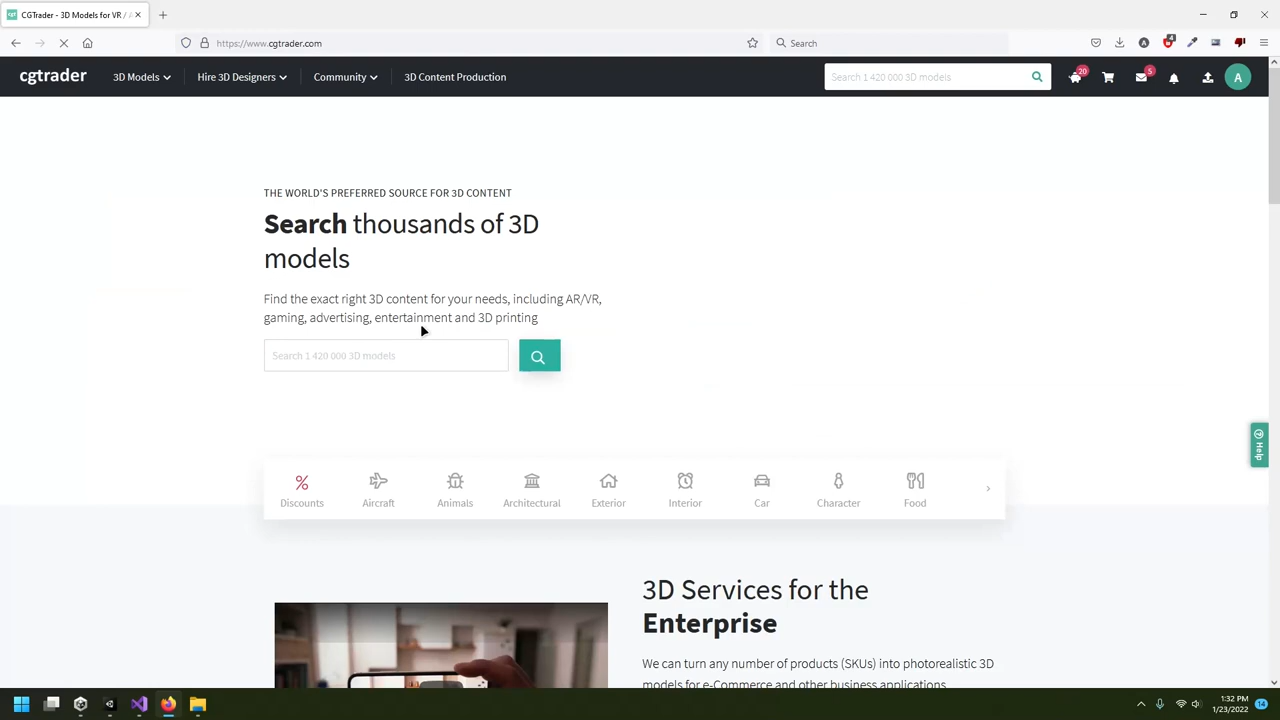 CGTrader - 3D Models for VR / A
https://www.cgtrader.com
Search
4
cgtrader
3D Models
Hire 3D Designers
Community
3D Content Production
Search 1 420 000 3D models
20
5
A
THE WORLD'S PREFERRED SOURCE FOR 3D CONTENT
Search thousands of 3D
models
Find the exact right 3D content for your needs, including AR/VR,
gaming, advertising, entertainment and 3D printing
Search 1 420 000 3D models
Help
Discounts
Aircraft
Animals
Architectural
Exterior
Interior
Car
Character
Food
3D Services for the
Enterprise
We can turn any number of products (SKUs) into photorealistic 3D
models for e-Commerce and other business applications
1:32 PM
1/23/2022
14